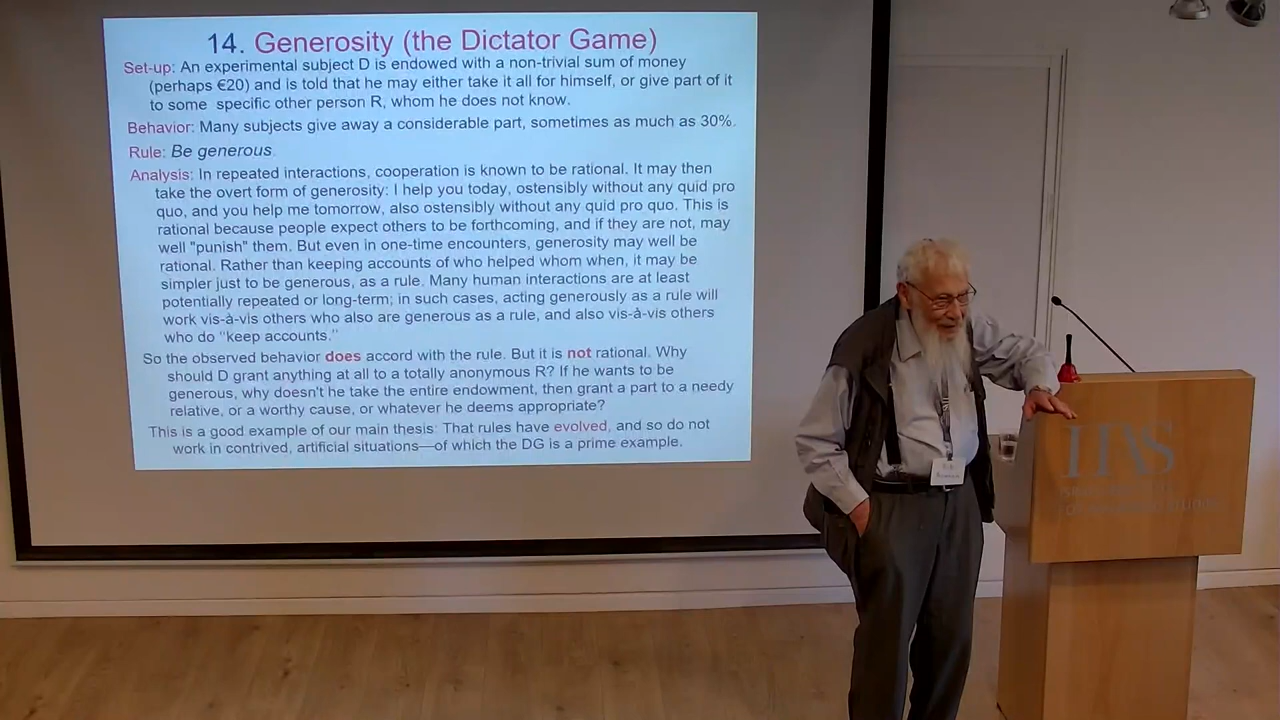 14. Generosity (the Dictator Game)
Set-up: An experimental subject D is endowed with a non-trivial sum of money
(perhaps €20) and is told that he may either take it all for himself, or give part of it
to some specific other person R, whom he does not know.
Behavior: Many subjects give away a considerable part, sometimes as much as 30%.
Rule: Be generous.
Analysis: In repeated interactions, cooperation is known to be rational. It may then
take the overt form of generosity: I help you today, ostensibly without any quid pro
quo, and you help me tomorrow, also ostensibly without any quid pro quo. This is
rational because people expect others to be forthcoming, and if they are not, may
well "punish" them. But even in one-time encounters, generosity may well be
rational. Rather than keeping accounts of who helped whom when, it may be
simpler just to be generous, as a rule. Many human interactions are at least
potentially repeated or long-term; in such cases, acting generously as a rule will
work vis-à-vis others who also are generous as a rule, and also vis-à-vis others
who do "keep accounts."
So the observed behavior does accord with the rule. But it is not rational. Why
should D grant anything at all to a totally anonymous R? If he wants to be
generous, why doesn't he take the entire endowment, then grant a part to a needy
relative, or a worthy cause, or whatever he deems appropriate?
This is a good example of our main thesis: That rules have evolved, and so do not
work in contrived, artificial situations—of which the DG is a prime example.
IIAS